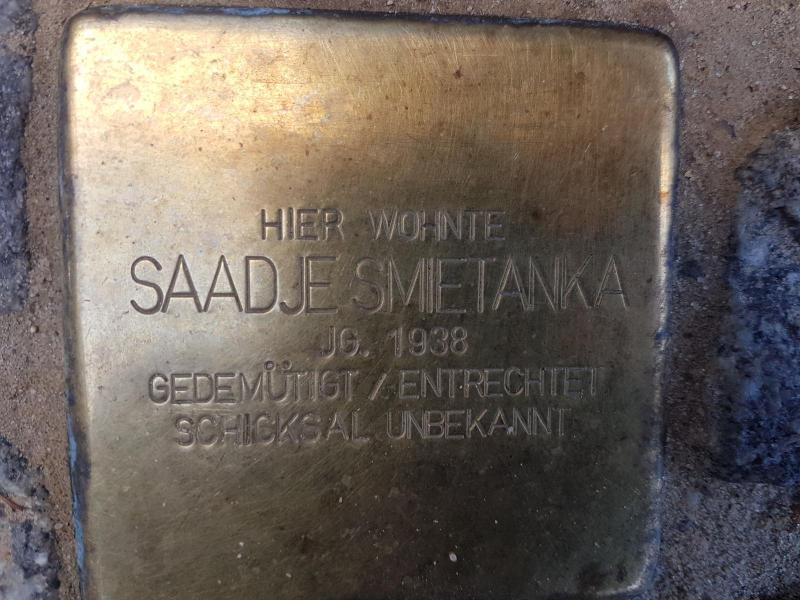 HIER WOHNTE
SAADJE SMIETANKA
JG. 1938
GEDEMÜTIGT / ENTRECHTET
SCHICKSAL UNBEKANNT